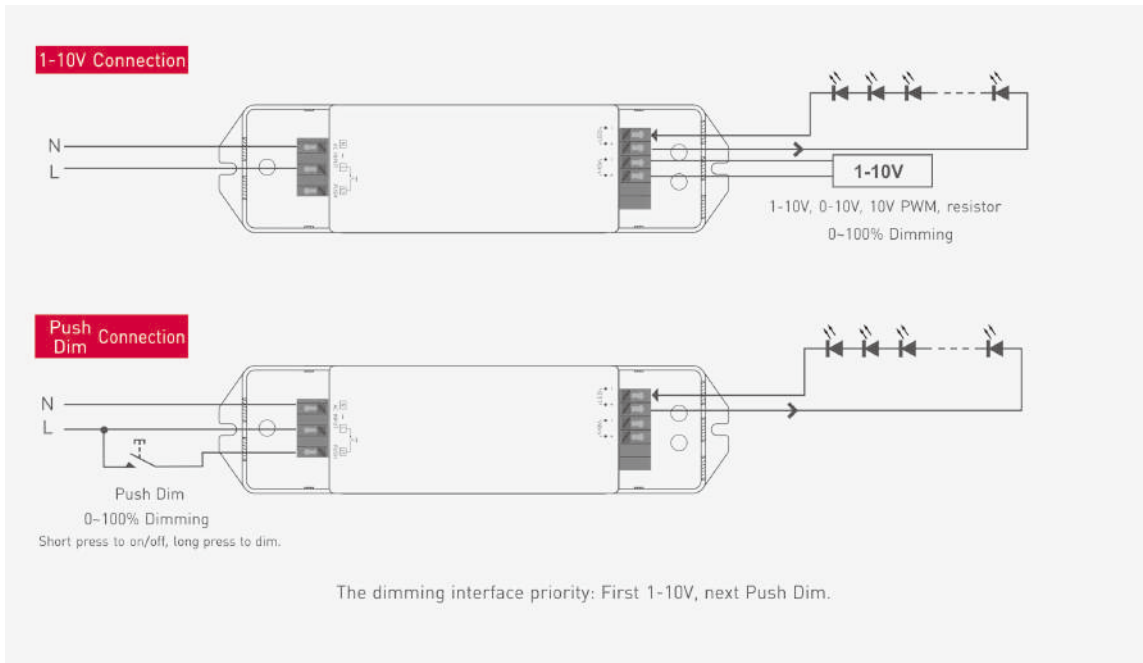 1-10V Connection
N
L
1-10V
1-10V, 0-10V, 10V PWM, resistor
0~100% Dimming
Push Dim Connection
N
L
Push Dim
0~100% Dimming
Short press to on/off, long press to dim.
The dimming interface priority: First 1-10V, next Push Dim.